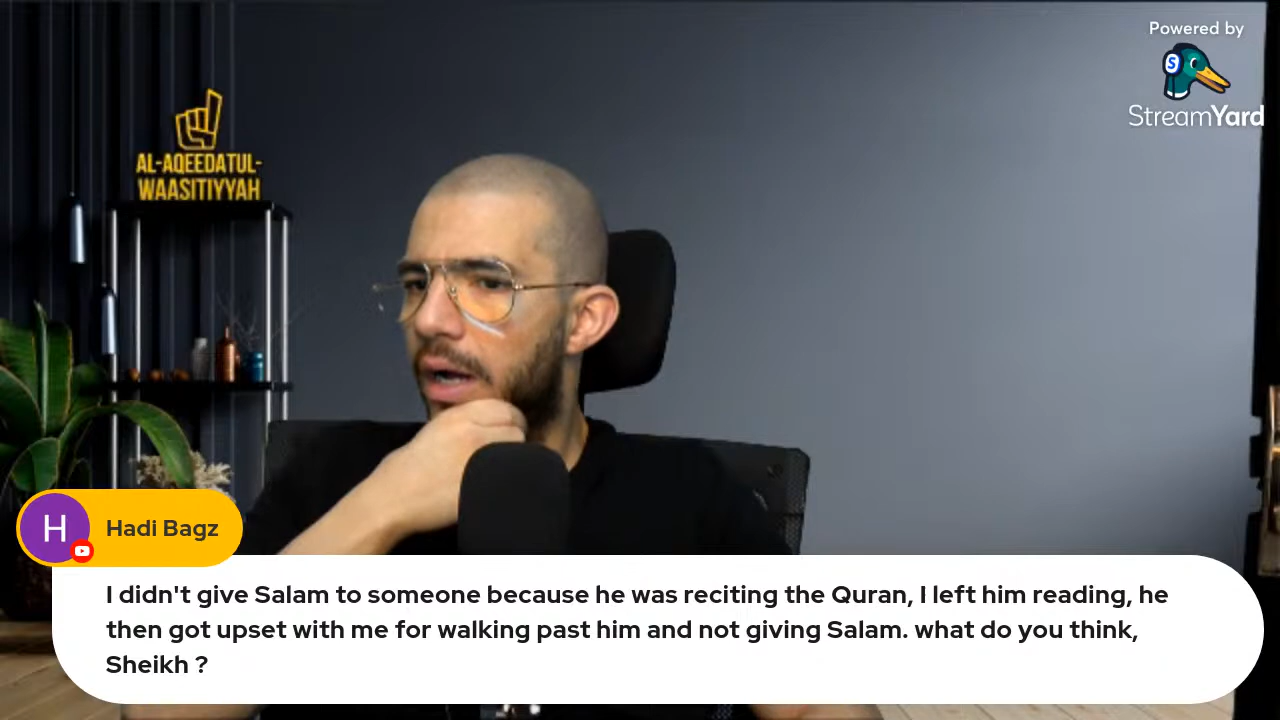 Powered by
S
StreamYard
AL-AQEEDATUL-
WAASITIYYAH
H
Hadi Bagz
I didn't give Salam to someone because he was reciting the Quran, I left him reading, he
then got upset with me for walking past him and not giving Salam. what do you think,
Sheikh ?